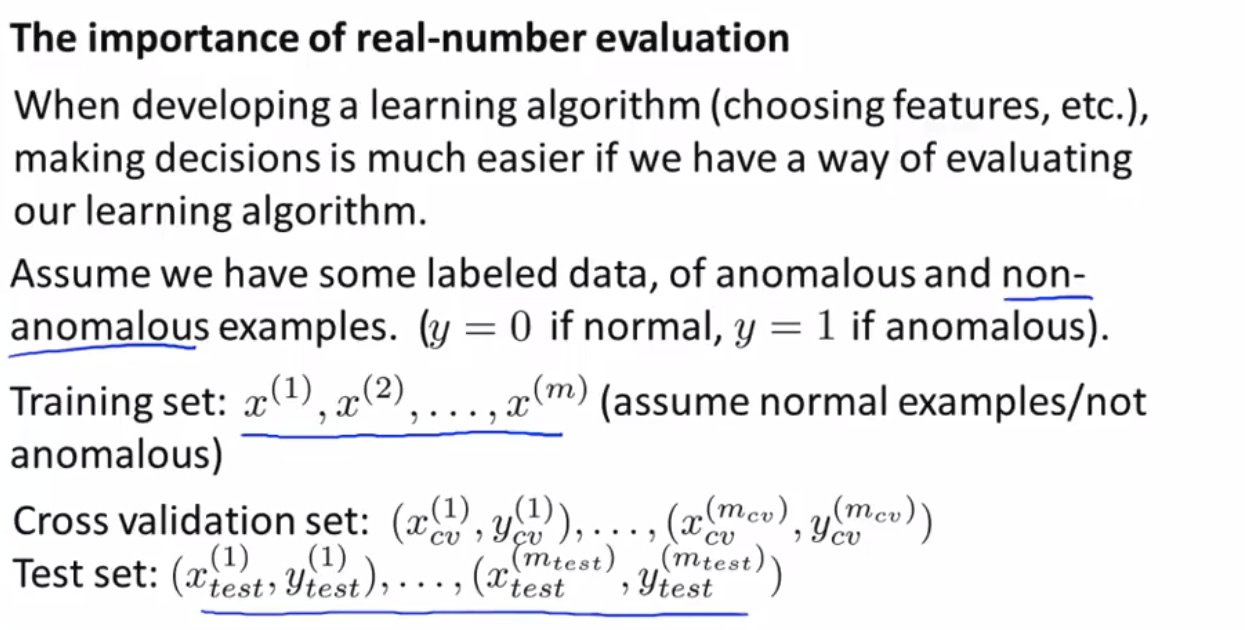 The importance of real-number evaluation
When developing a learning algorithm (choosing features, etc.),
making decisions is much easier if we have a way of evaluating
our learning algorithm.
Assume we have some labeled data, of anomalous and non-
anomalous examples. (y = 0 if normal, y = 1 if anomalous).
Training set: x^{(1)}, x^{(2)}, . . . , x^{(m)} (assume normal examples/not
anomalous)
Cross validation set: (x_{cv}^{(1)}, y_{cv}^{(1)}), . . . , (x_{cv}^{(m_{cv})}, y_{cv}^{(m_{cv})})
Test set: (x_{test}^{(1)}, y_{test}^{(1)}), . . . , (x_{test}^{(m_{test})}, y_{test}^{(m_{test})})